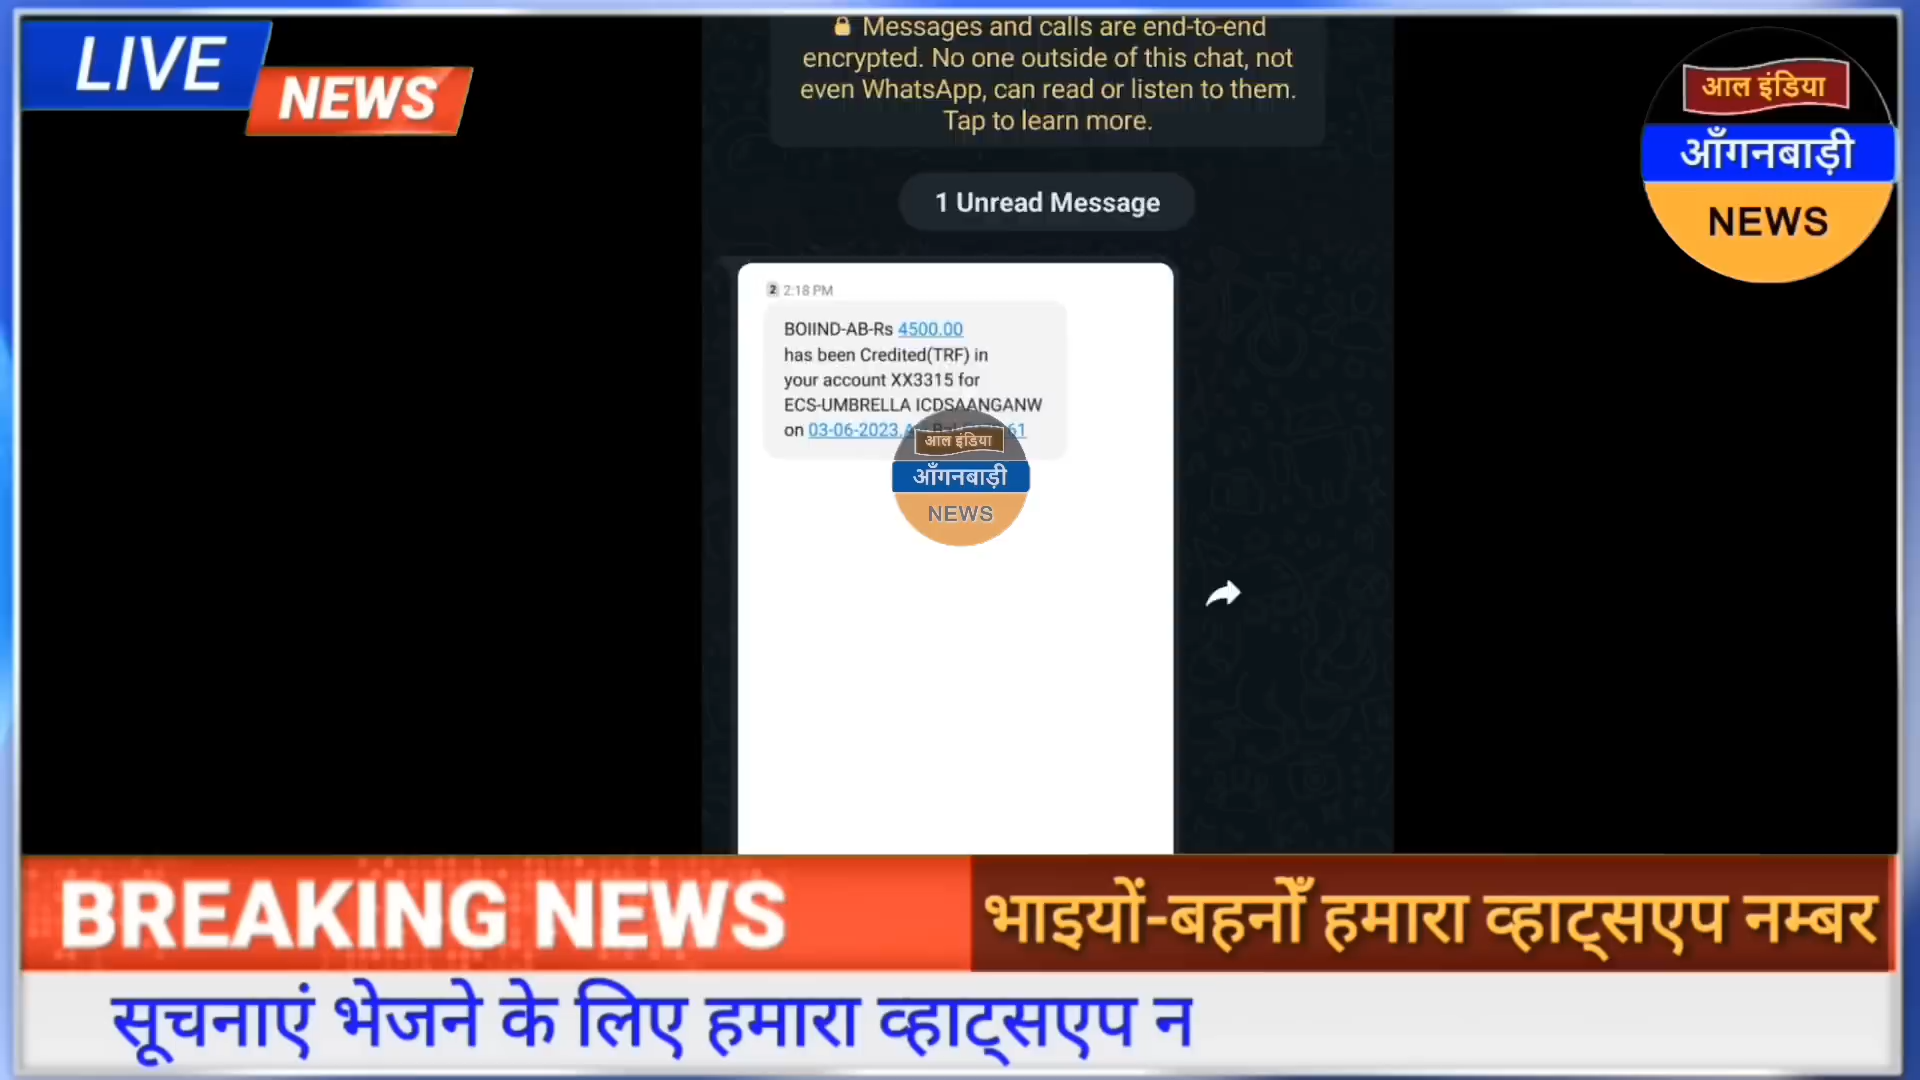 LIVE
NEWS
आल इंडिया
आँगनबाड़ी
NEWS
🔒 Messages and calls are end-to-end
encrypted. No one outside of this chat, not
even WhatsApp, can read or listen to them.
Tap to learn more.
1 Unread Message
2 2:18 PM
BOIIND-AB-Rs 4500.00
has been Credited(TRF) in
your account XX3315 for
ECS-UMBRELLA ICDSAANGANW
on 03-06-2023.
61
आल इंडिया
आँगनबाड़ी
NEWS
BREAKING NEWS
भाइयों-बहनोँ हमारा व्हाट्सएप नम्बर
सूचनाएं भेजने के लिए हमारा व्हाट्सएप न